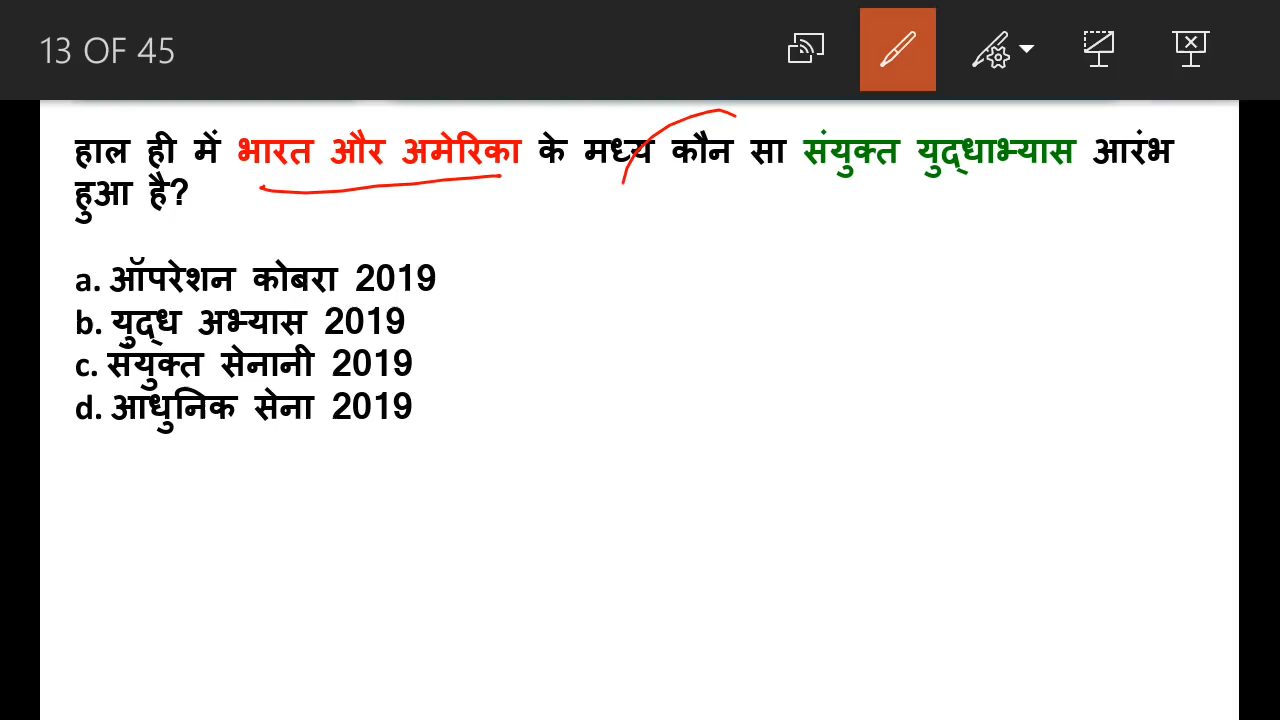 13 OF 45
हाल ही में भारत और अमेरिका के मध्य कौन सा संयुक्त युद्धाभ्यास आरंभ
हुआ है?
a. ऑपरेशन कोबरा 2019
b. युद्ध अभ्यास 2019
c. संयुक्त सेनानी 2019
d. आधुनिक सेना 2019